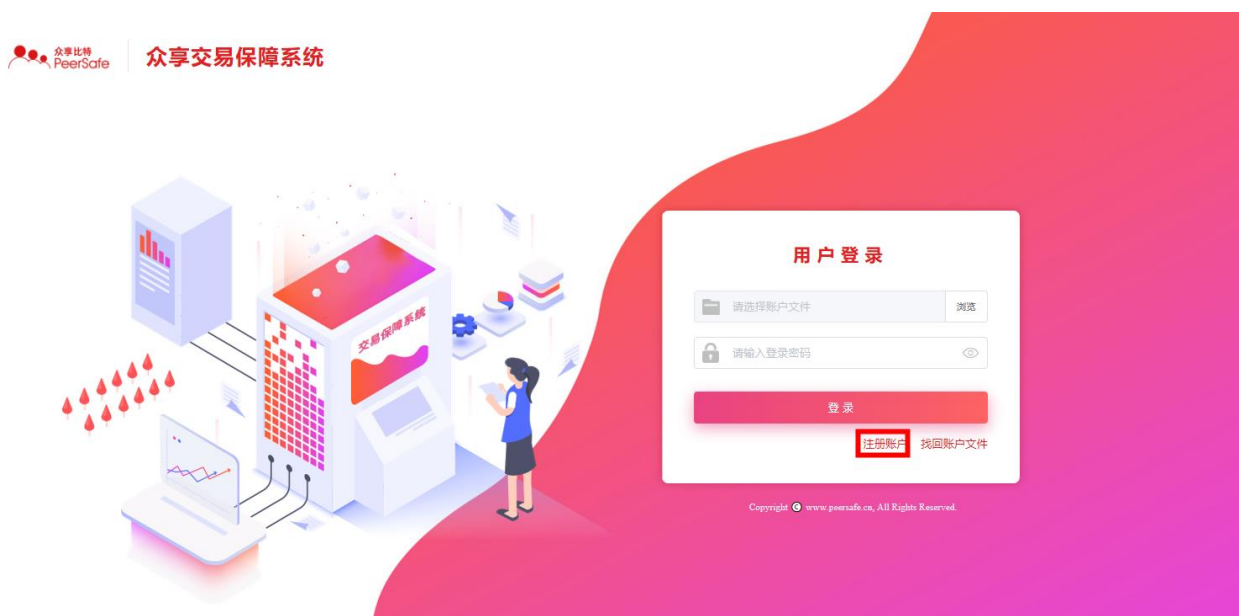 众享比特
PeerSafe
众享交易保障系统
交易保障系统
用户登录
请选择账户文件
浏览
请输入登录密码
登录
注册账户 找回账户文件
Copyright © www.peersafe.cn, All Rights Reserved.